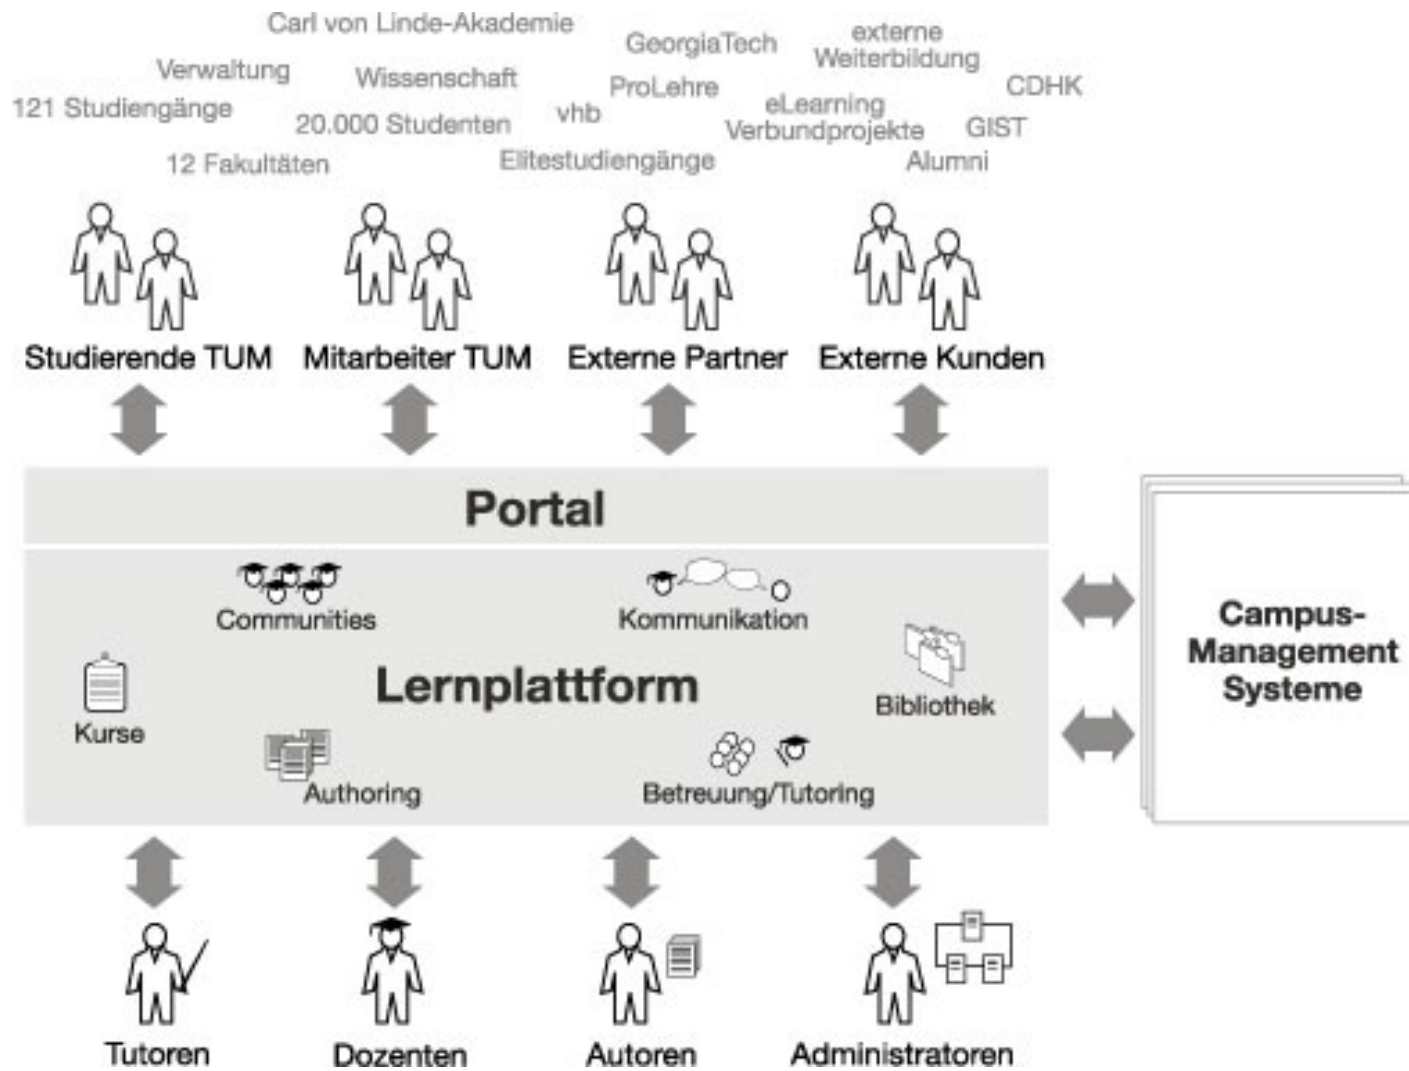 Carl von Linde-Akademie
GeorgiaTech
externe
Weiterbildung
Verwaltung
Wissenschaft
ProLehre
CDHK
121 Studiengänge
20.000 Studenten
vhb
eLearning
Verbundprojekte
GIST
12 Fakultäten
Elitestudiengänge
Alumni
Studierende TUM
Mitarbeiter TUM
Externe Partner
Externe Kunden
Portal
Communities
Kommunikation
Lernplattform
Kurse
Bibliothek
Authoring
Betreuung/Tutoring
Campus-
Management
Systeme
Tutoren
Dozenten
Autoren
Administratoren